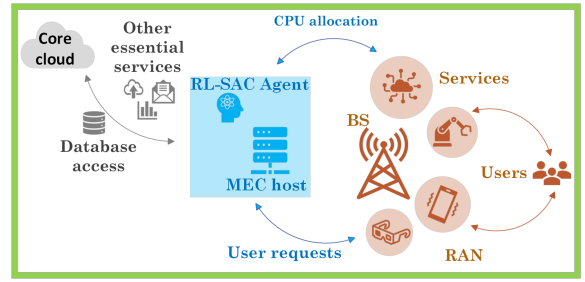 Core
cloud
Other
essential
services
Database
access
CPU allocation
RL-SAC Agent
MEC host
User requests
Services
BS
Users
RAN